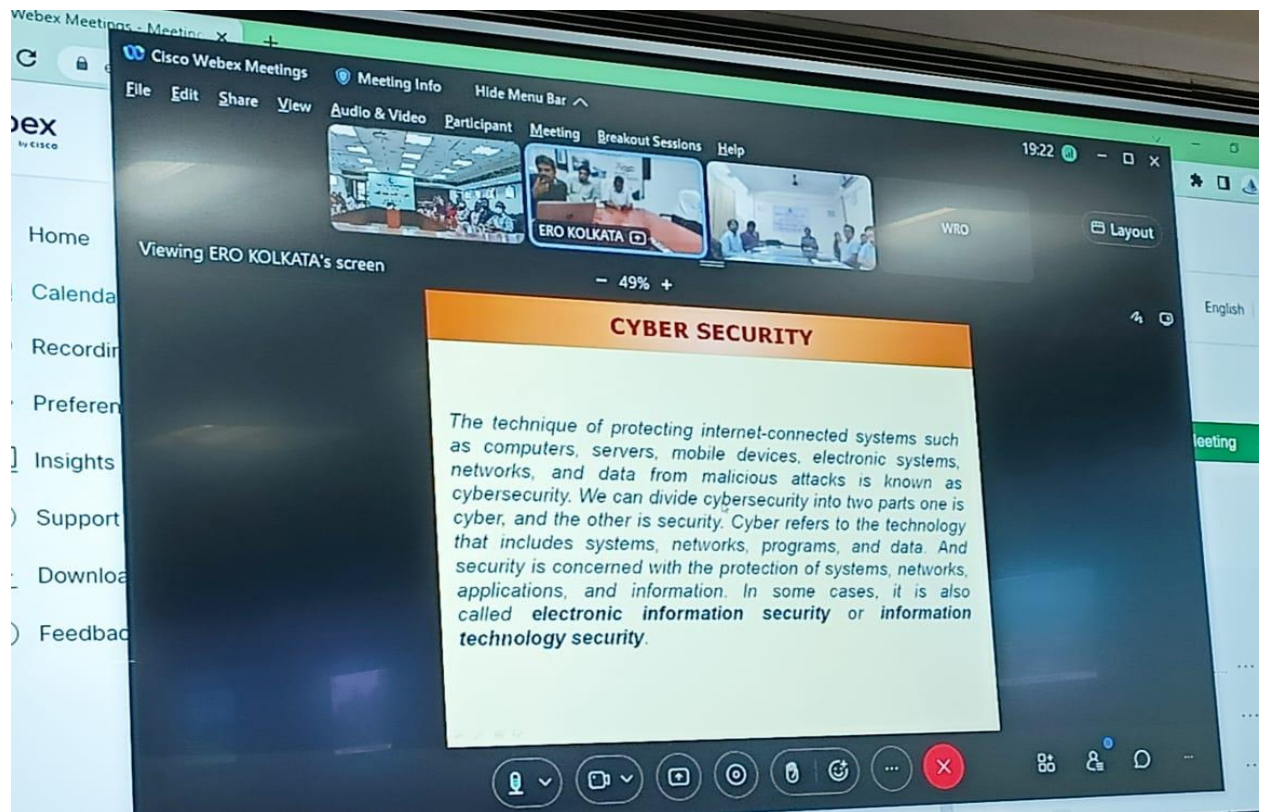 Webex Meetings - Meeting
Cisco Webex Meetings Meeting Info Hide Menu Bar
File Edit Share View Audio & Video Participant Meeting Breakout Sessions Help
19:22
by CISCO
ERO KOLKATA
WRO
Layout
Viewing ERO KOLKATA's screen
− 49% +
Home
Calenda
Recordin
Preferen
Insights
Support
Downloa
Feedbac
English
CYBER SECURITY
The technique of protecting internet-connected systems such
as computers, servers, mobile devices, electronic systems,
networks, and data from malicious attacks is known as
cybersecurity. We can divide cybersecurity into two parts one is
cyber, and the other is security. Cyber refers to the technology
that includes systems, networks, programs, and data. And
security is concerned with the protection of systems, networks,
applications, and information. In some cases, it is also
called electronic information security or information
technology security.